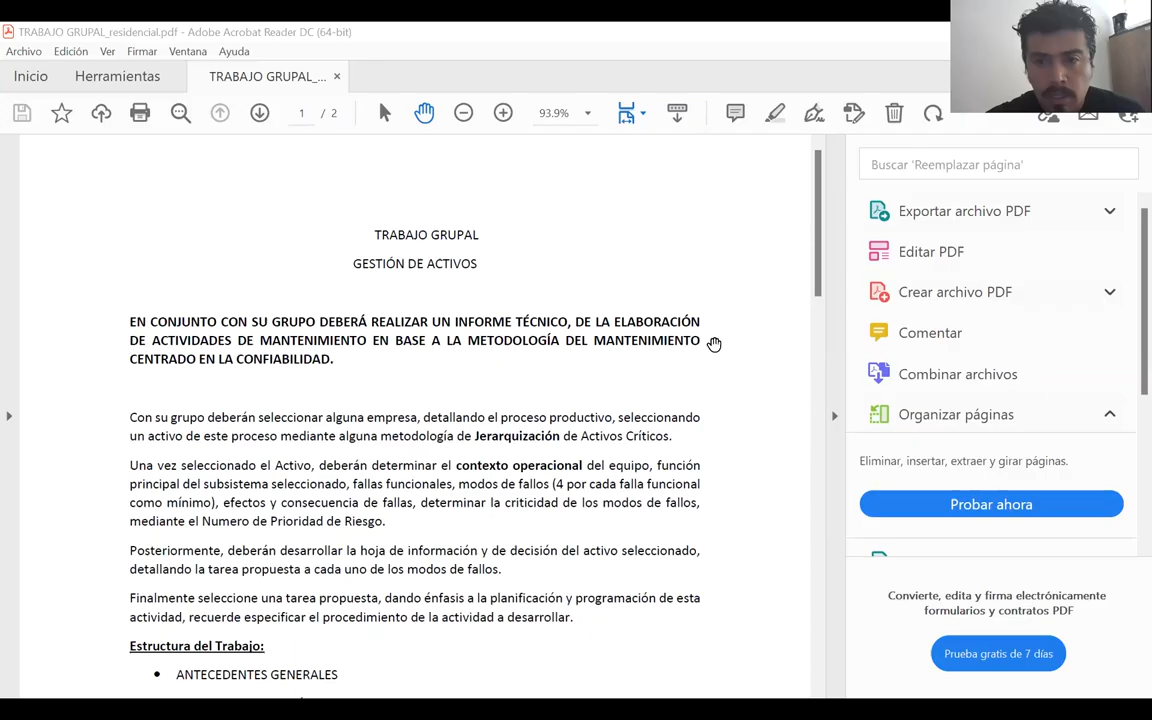 TRABAJO GRUPAL_residencial.pdf - Adobe Acrobat Reader DC (64-bit)
Archivo Edición Ver Firmar Ventana Ayuda
Inicio Herramientas TRABAJO GRUPAL_... ×
1 / 2 93.9%
Buscar 'Reemplazar página'
Exportar archivo PDF
Editar PDF
Crear archivo PDF
Comentar
Combinar archivos
Organizar páginas
Eliminar, insertar, extraer y girar páginas.
Probar ahora
Convierte, edita y firma electrónicamente
formularios y contratos PDF
Prueba gratis de 7 días
TRABAJO GRUPAL
GESTIÓN DE ACTIVOS
EN CONJUNTO CON SU GRUPO DEBERÁ REALIZAR UN INFORME TÉCNICO, DE LA ELABORACIÓN
DE ACTIVIDADES DE MANTENIMIENTO EN BASE A LA METODOLOGÍA DEL MANTENIMIENTO
CENTRADO EN LA CONFIABILIDAD.
Con su grupo deberán seleccionar alguna empresa, detallando el proceso productivo, seleccionando
un activo de este proceso mediante alguna metodología de Jerarquización de Activos Críticos.
Una vez seleccionado el Activo, deberán determinar el contexto operacional del equipo, función
principal del subsistema seleccionado, fallas funcionales, modos de fallos (4 por cada falla funcional
como mínimo), efectos y consecuencia de fallas, determinar la criticidad de los modos de fallos,
mediante el Numero de Prioridad de Riesgo.
Posteriormente, deberán desarrollar la hoja de información y de decisión del activo seleccionado,
detallando la tarea propuesta a cada uno de los modos de fallos.
Finalmente seleccione una tarea propuesta, dando énfasis a la planificación y programación de esta
actividad, recuerde especificar el procedimiento de la actividad a desarrollar.
Estructura del Trabajo:
• ANTECEDENTES GENERALES